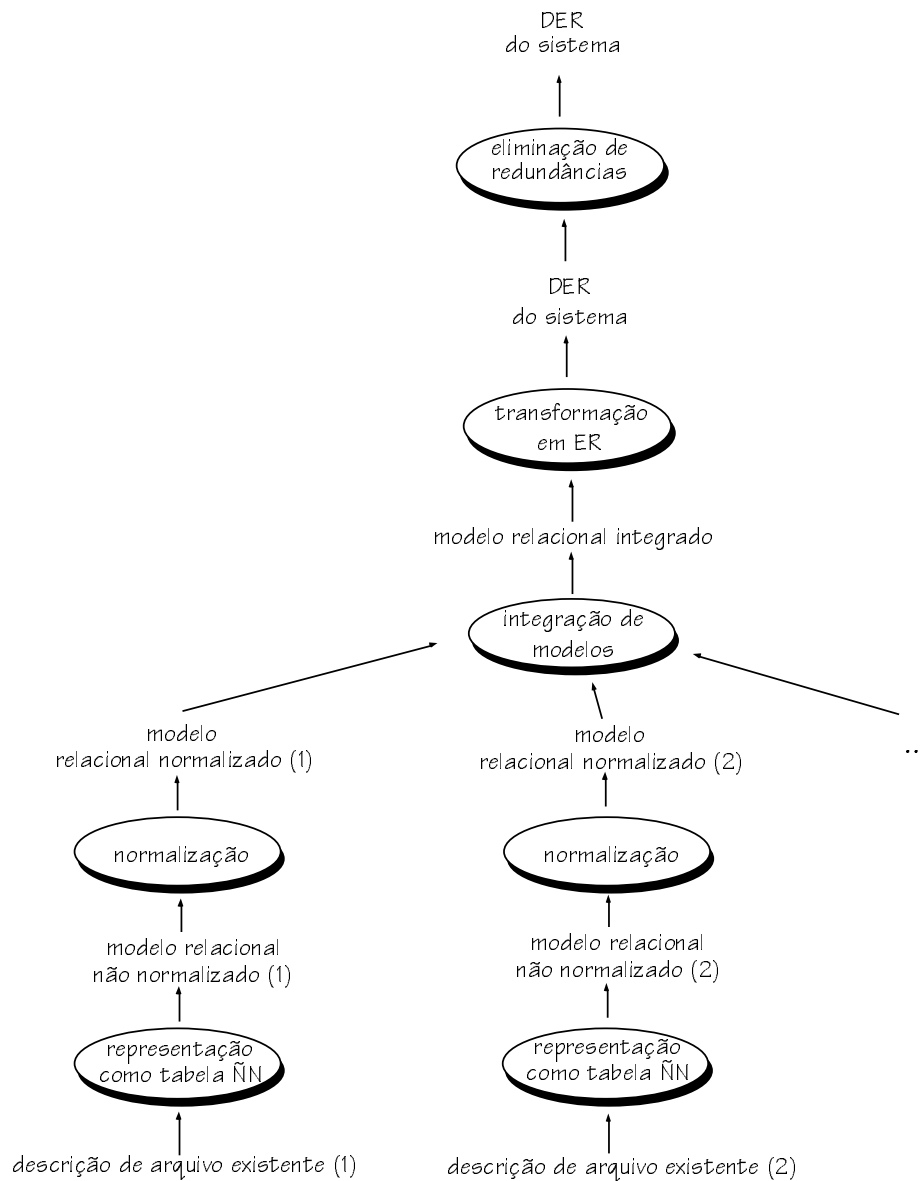 DER
do sistema
eliminação de
redundâncias
DER
do sistema
transformação
em ER
modelo relacional integrado
integração de
modelos
modelo
relacional normalizado (1)
modelo
relacional normalizado (2)
..
normalização
normalização
modelo relacional
não normalizado (1)
modelo relacional
não normalizado (2)
representação
como tabela ÑN
representação
como tabela ÑN
descrição de arquivo existente (1)
descrição de arquivo existente (2)